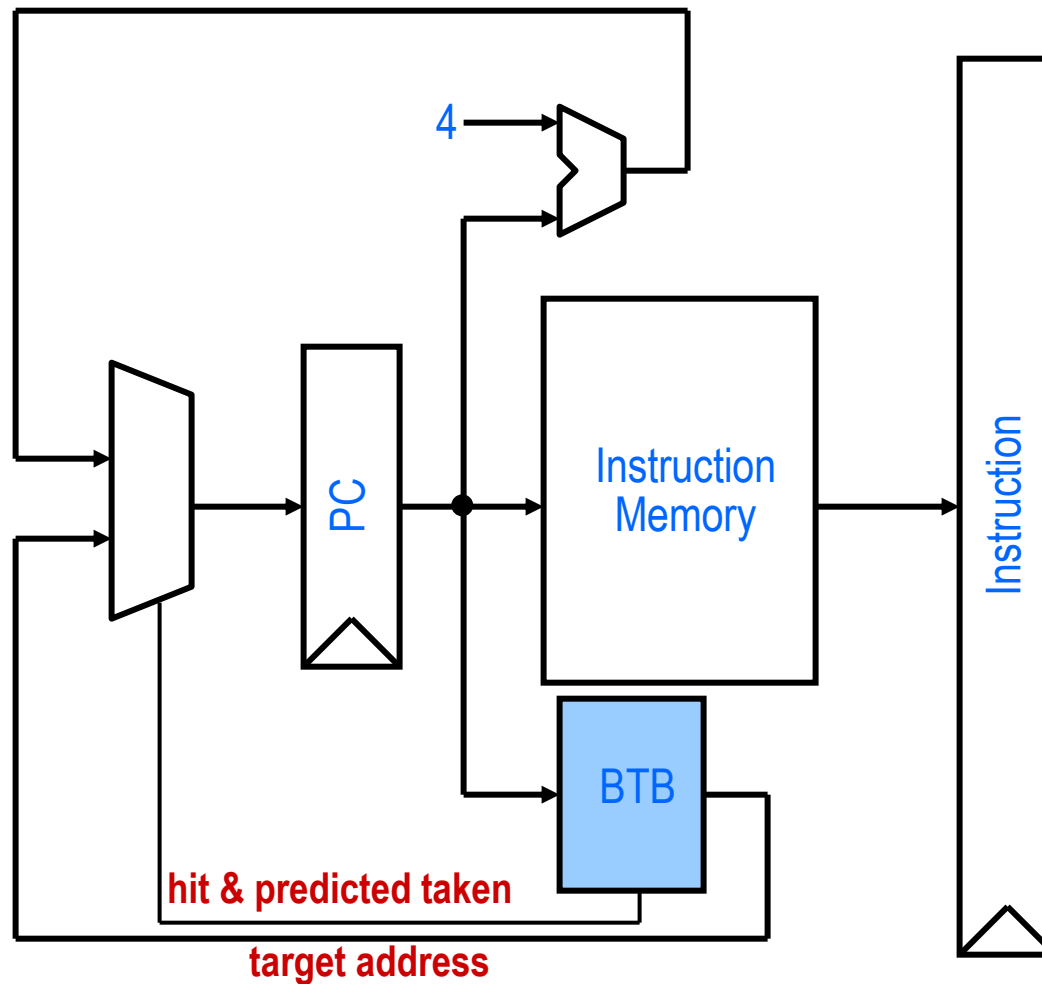 4
Instruction
Memory
PC
Instruction
BTB
hit & predicted taken
target address